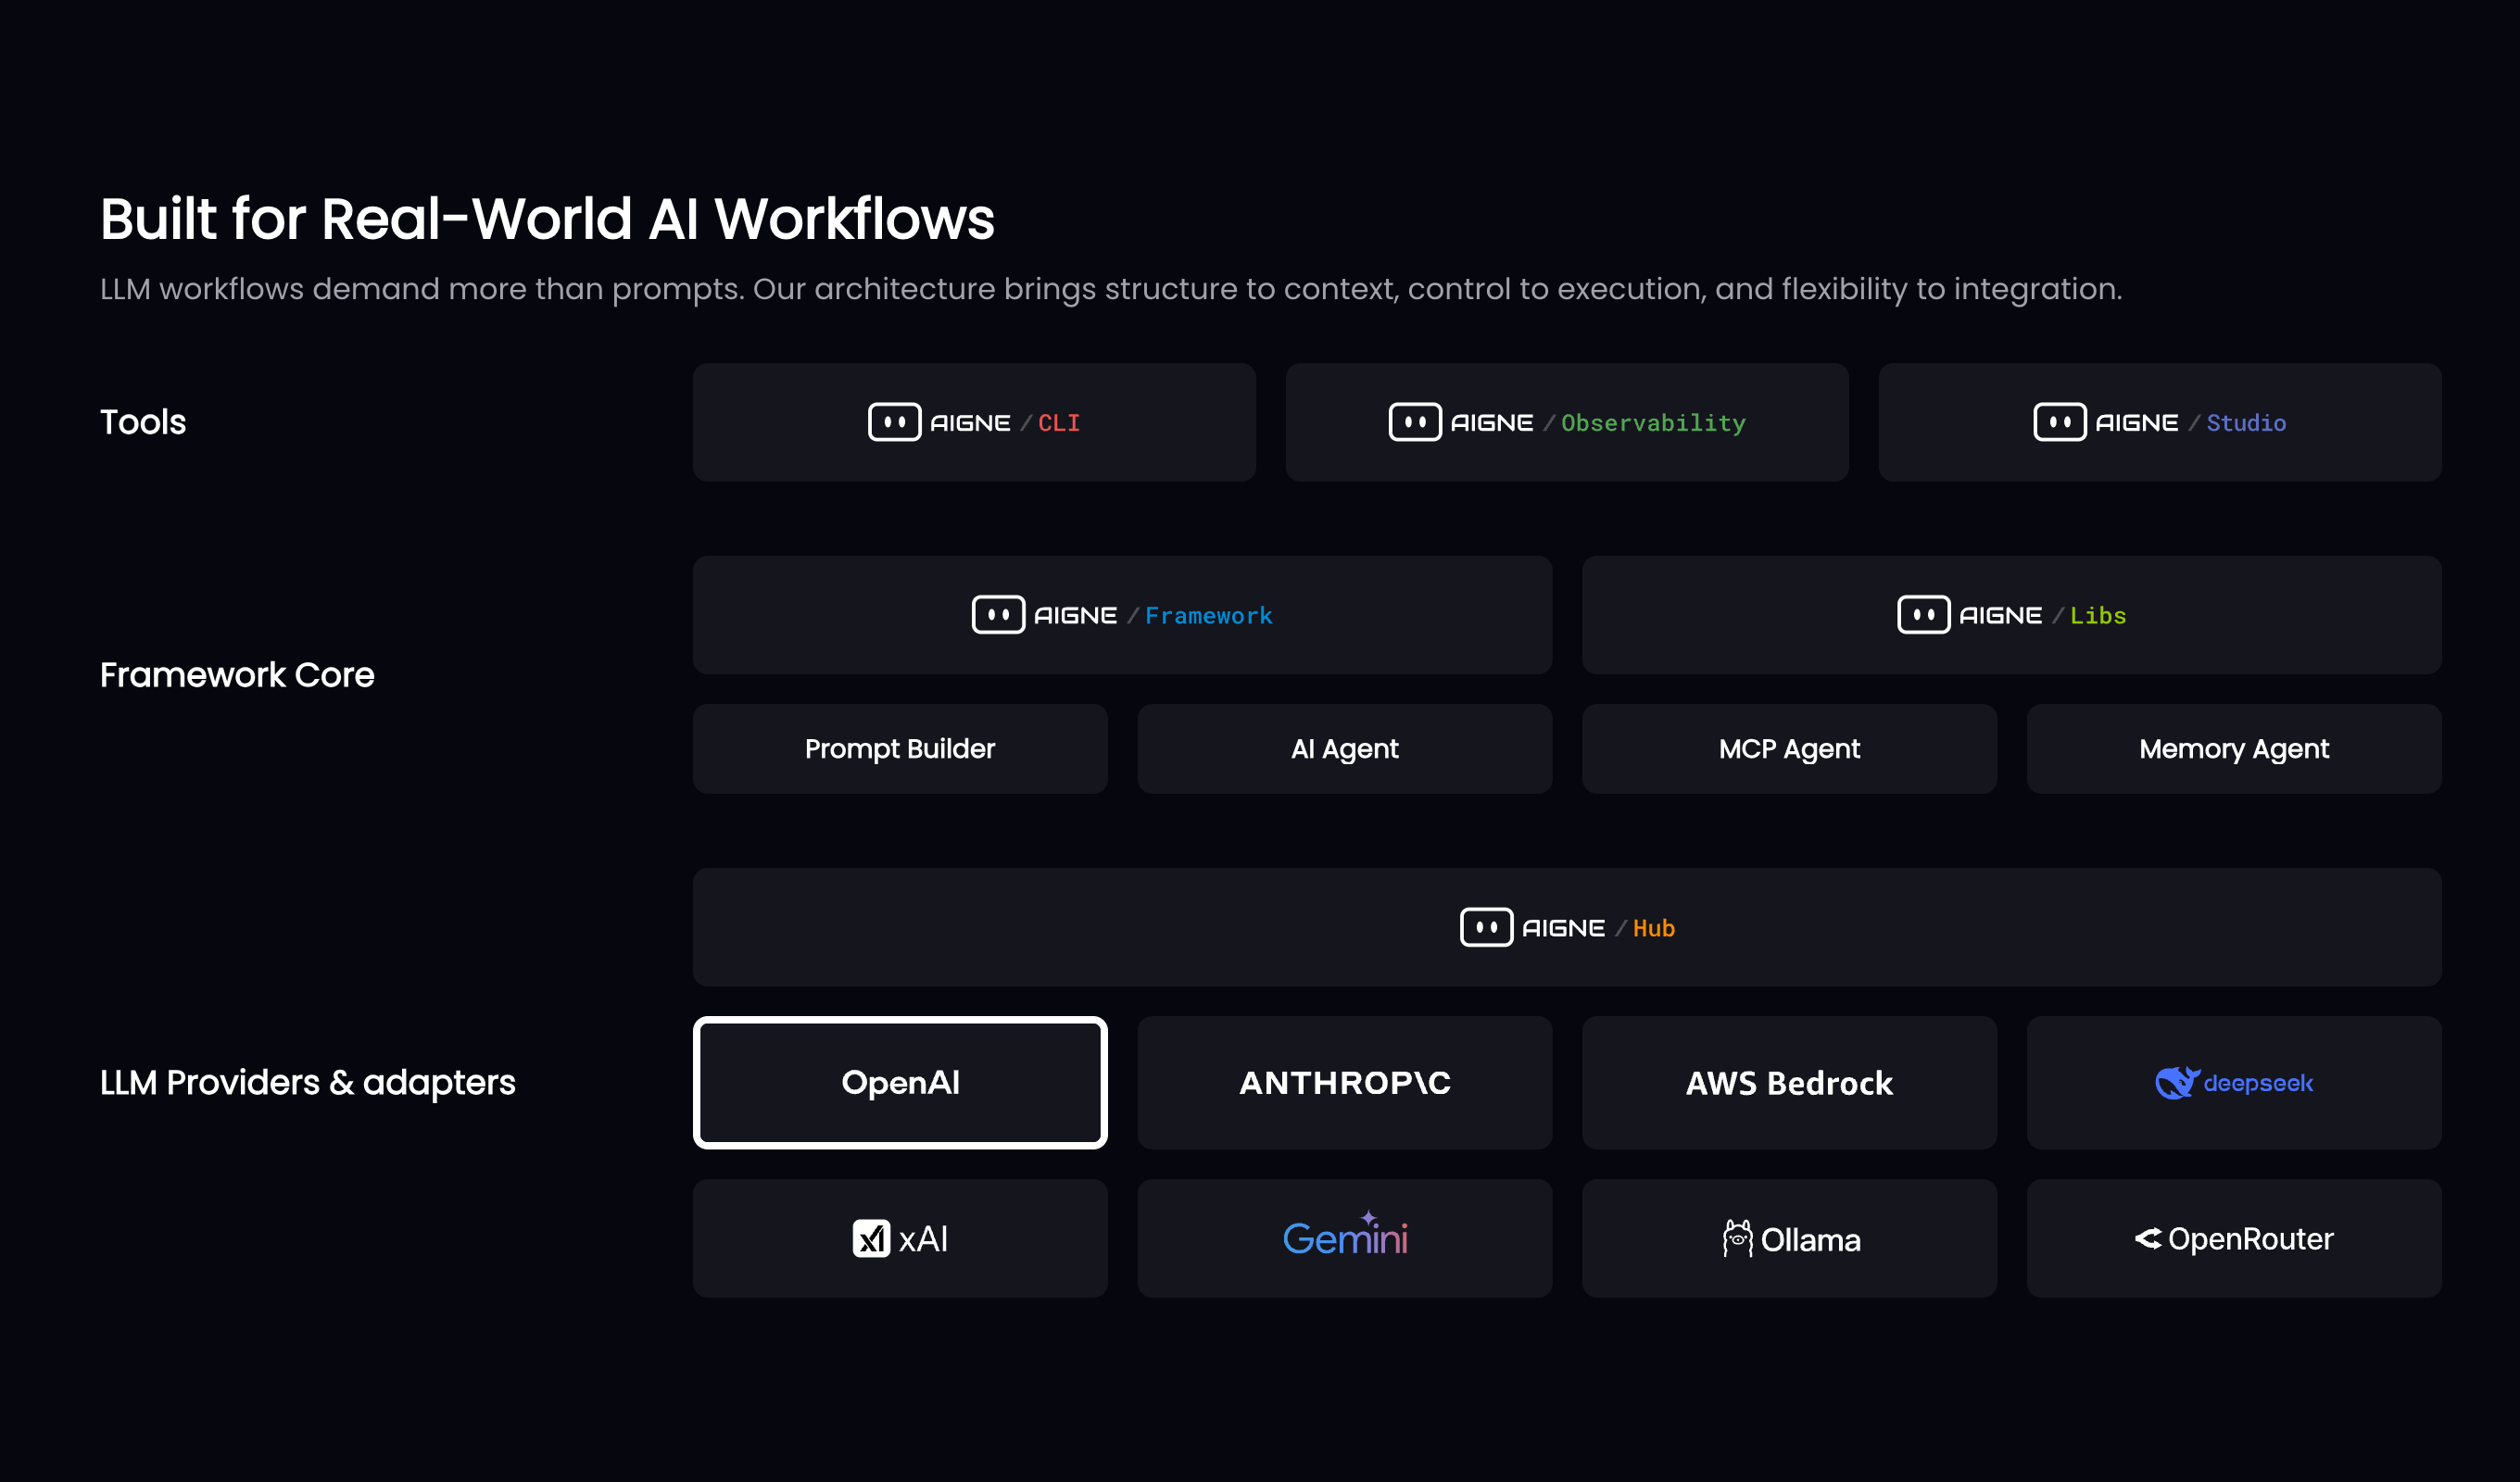 Built for Real-World AI Workflows
LLM workflows demand more than prompts. Our architecture brings structure to context, control to execution, and flexibility to integration.
Tools
AIGNE / CLI
AIGNE / Observability
AIGNE / Studio
Framework Core
AIGNE / Framework
AIGNE / Libs
Prompt Builder
AI Agent
MCP Agent
Memory Agent
AIGNE / Hub
LLM Providers & adapters
OpenAI
ANTHROP\C
AWS Bedrock
deepseek
xAI
Gemini
Ollama
OpenRouter